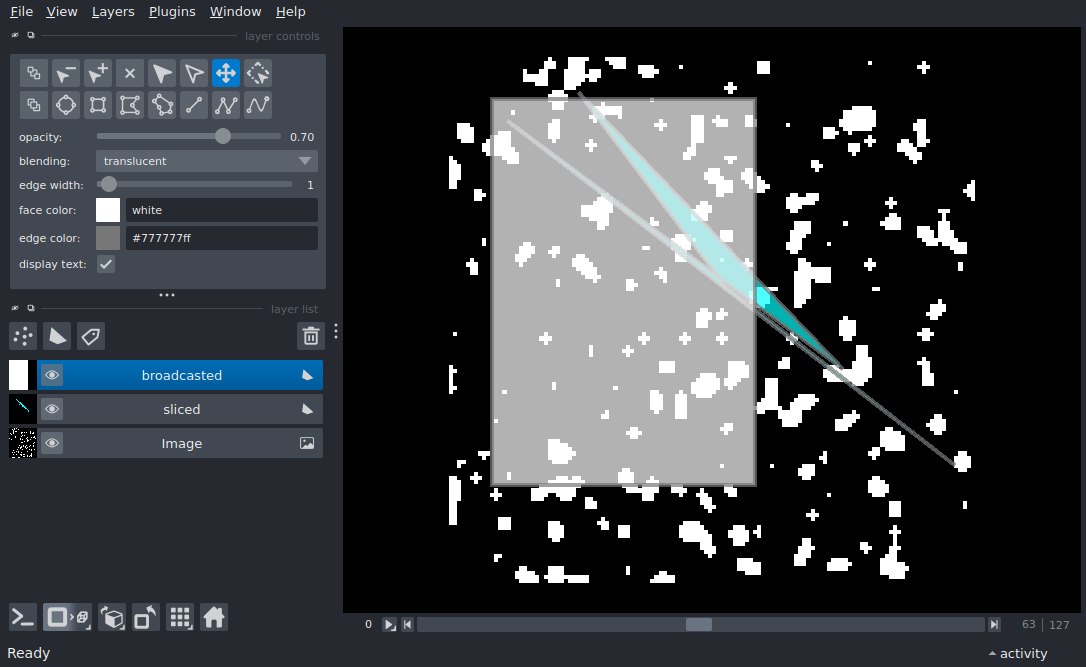 File View Layers Plugins Window Help
layer controls
opacity: 0.70
blending: translucent
edge width: 1
face color: white
edge color: #777777ff
display text:
layer list
broadcasted
sliced
Image
0 63 127
Ready activity